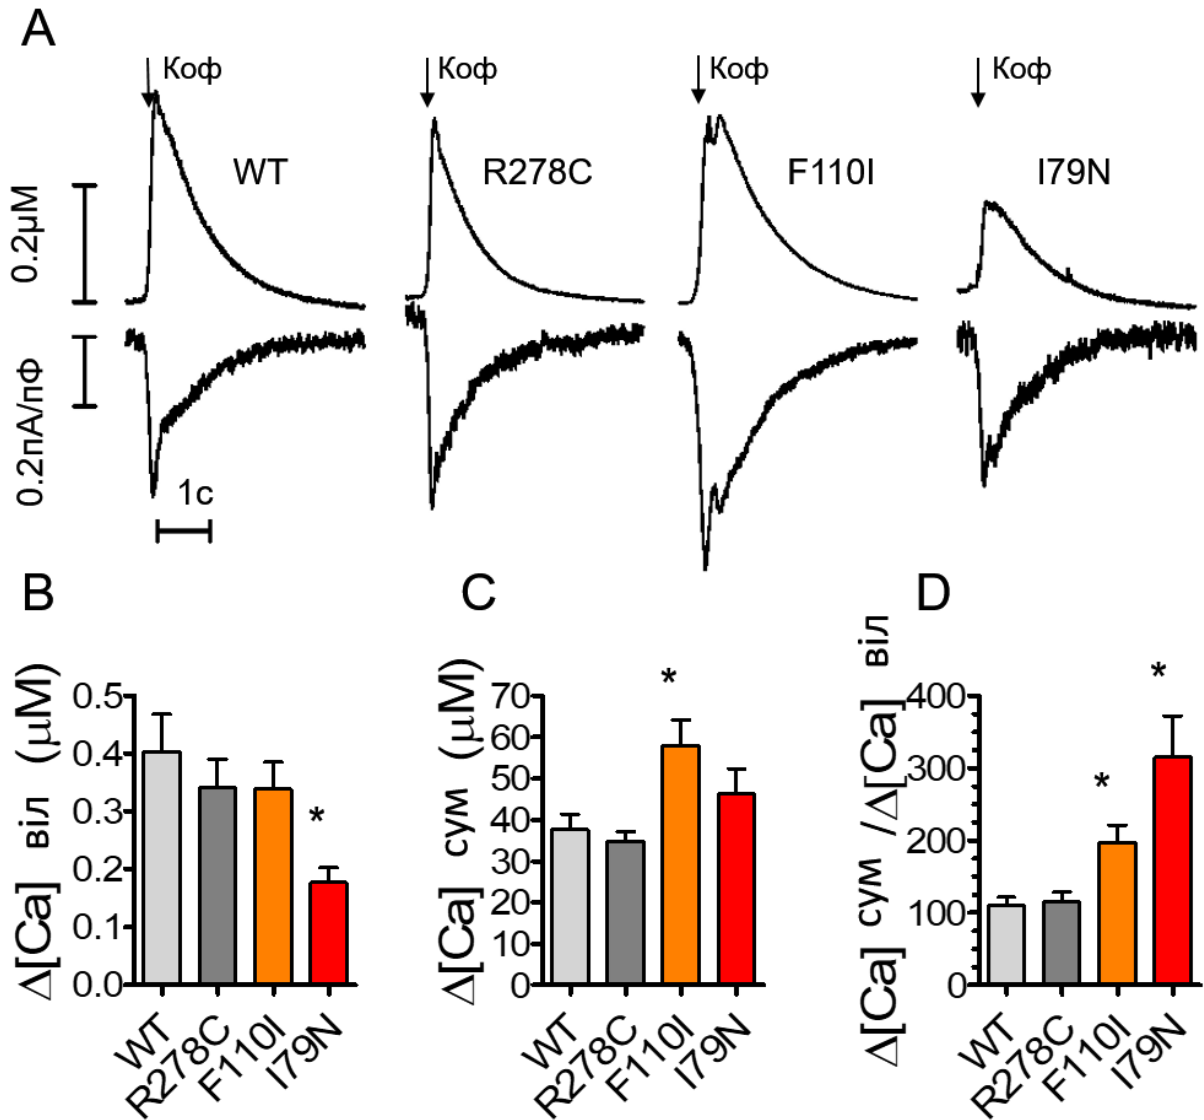 A
Коф
Коф
Коф
Коф
WT
R278C
F110I
I79N
0.2μM
0.2пА/пФ
1с
B
C
D
Δ[Ca] віл (μM)
0.5
0.4
0.3
0.2
0.1
0.0
*
WT
R278C
F110I
I79N
Δ[Ca] сум (μM)
70
60
50
40
30
20
10
0
*
WT
R278C
F110I
I79N
Δ[Ca] сум /Δ[Ca] віл
400
300
200
100
0
*
*
WT
R278C
F110I
I79N